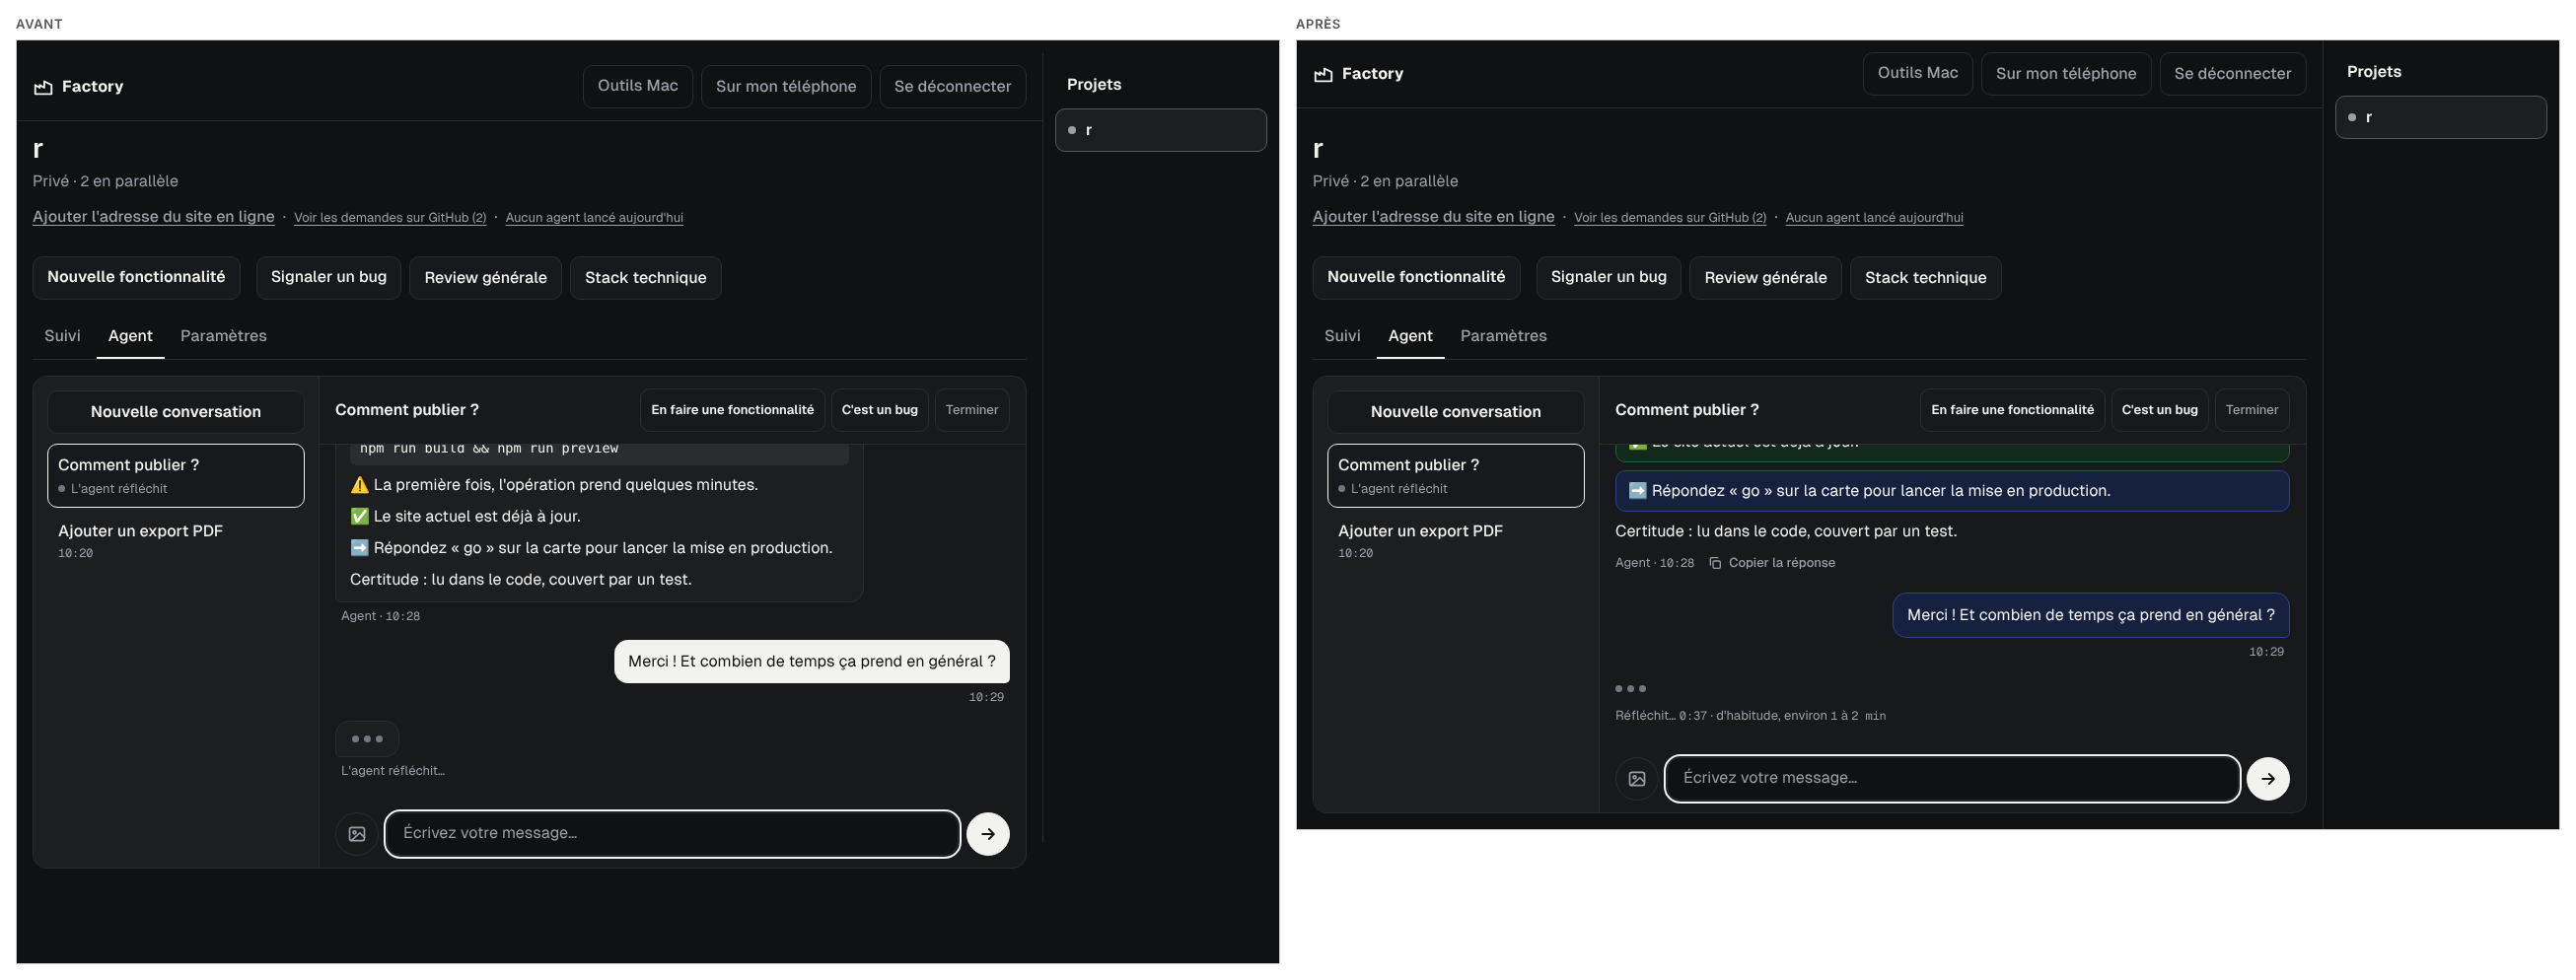 AVANT
Factory
Outils Mac
Sur mon téléphone
Se déconnecter
Projets
r
r
Privé · 2 en parallèle
Ajouter l'adresse du site en ligne · Voir les demandes sur GitHub (2) · Aucun agent lancé aujourd'hui
Nouvelle fonctionnalité
Signaler un bug
Review générale
Stack technique
Suivi
Agent
Paramètres
Nouvelle conversation
Comment publier ?
L'agent réfléchit
Ajouter un export PDF
10:20
Comment publier ?
En faire une fonctionnalité
C'est un bug
Terminer
npm run build && npm run preview
⚠️ La première fois, l'opération prend quelques minutes.
✅ Le site actuel est déjà à jour.
➡️ Répondez « go » sur la carte pour lancer la mise en production.
Certitude : lu dans le code, couvert par un test.
Agent · 10:28
Merci ! Et combien de temps ça prend en général ?
10:29
L'agent réfléchit…
Écrivez votre message…
APRÈS
Factory
Outils Mac
Sur mon téléphone
Se déconnecter
Projets
r
r
Privé · 2 en parallèle
Ajouter l'adresse du site en ligne · Voir les demandes sur GitHub (2) · Aucun agent lancé aujourd'hui
Nouvelle fonctionnalité
Signaler un bug
Review générale
Stack technique
Suivi
Agent
Paramètres
Nouvelle conversation
Comment publier ?
L'agent réfléchit
Ajouter un export PDF
10:20
Comment publier ?
En faire une fonctionnalité
C'est un bug
Terminer
✅ Le site actuel est déjà à jour.
➡️ Répondez « go » sur la carte pour lancer la mise en production.
Certitude : lu dans le code, couvert par un test.
Agent · 10:28
Copier la réponse
Merci ! Et combien de temps ça prend en général ?
10:29
Réfléchit… 0:37 · d'habitude, environ 1 à 2 min
Écrivez votre message…